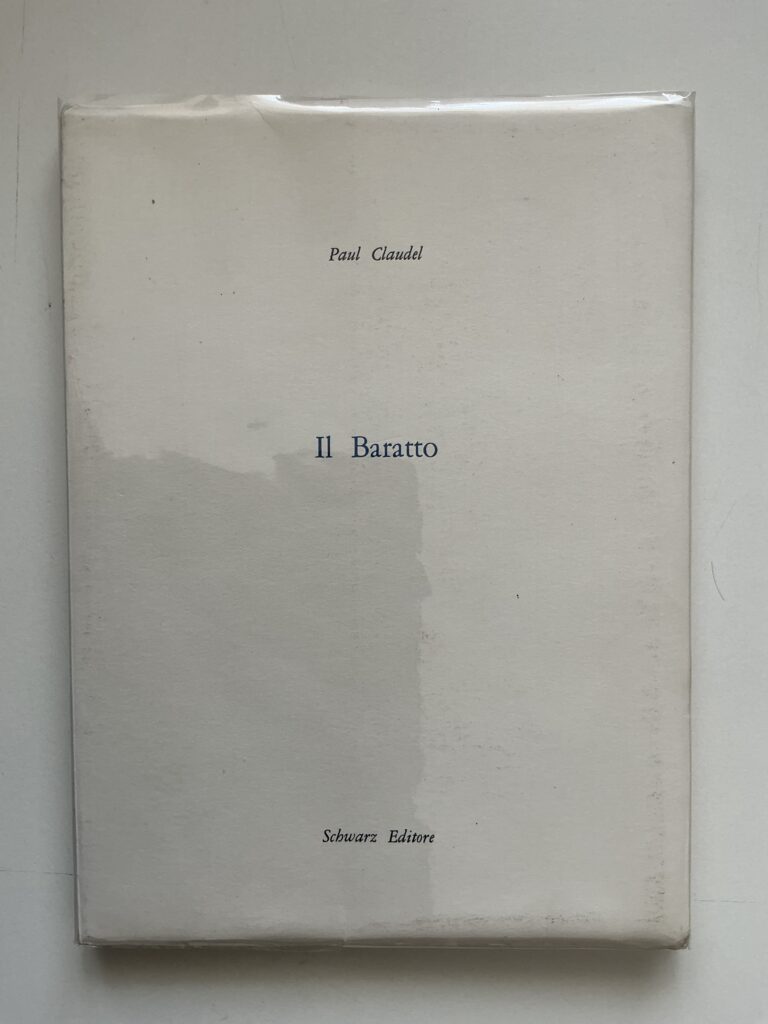 Paul Claudel
Il Baratto
Schwarz Editore